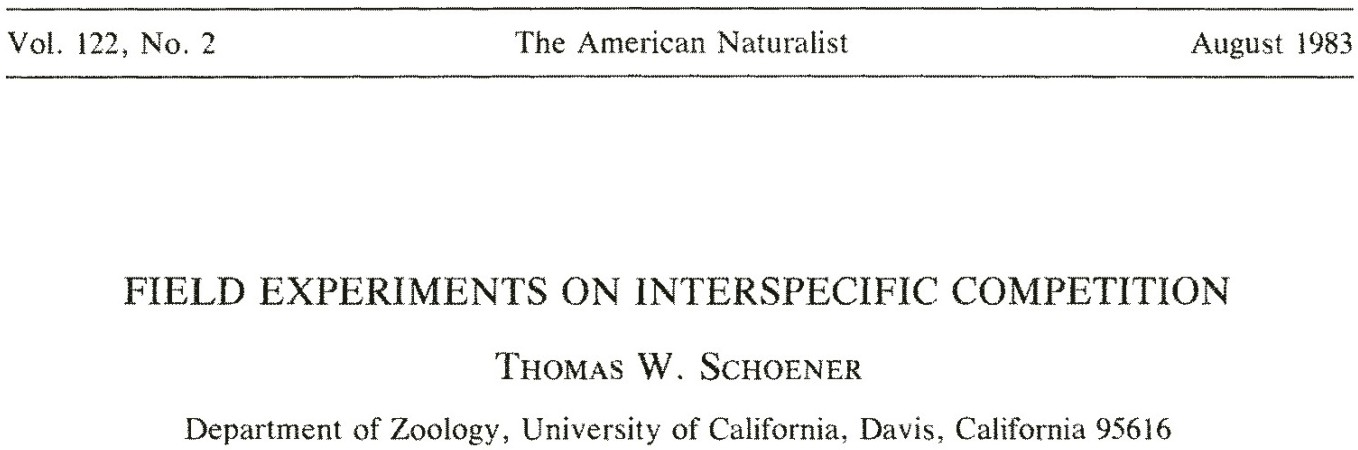 Vol. 122, No. 2 The American Naturalist August 1983
FIELD EXPERIMENTS ON INTERSPECIFIC COMPETITION
THOMAS W. SCHOENER
Department of Zoology, University of California, Davis, California 95616